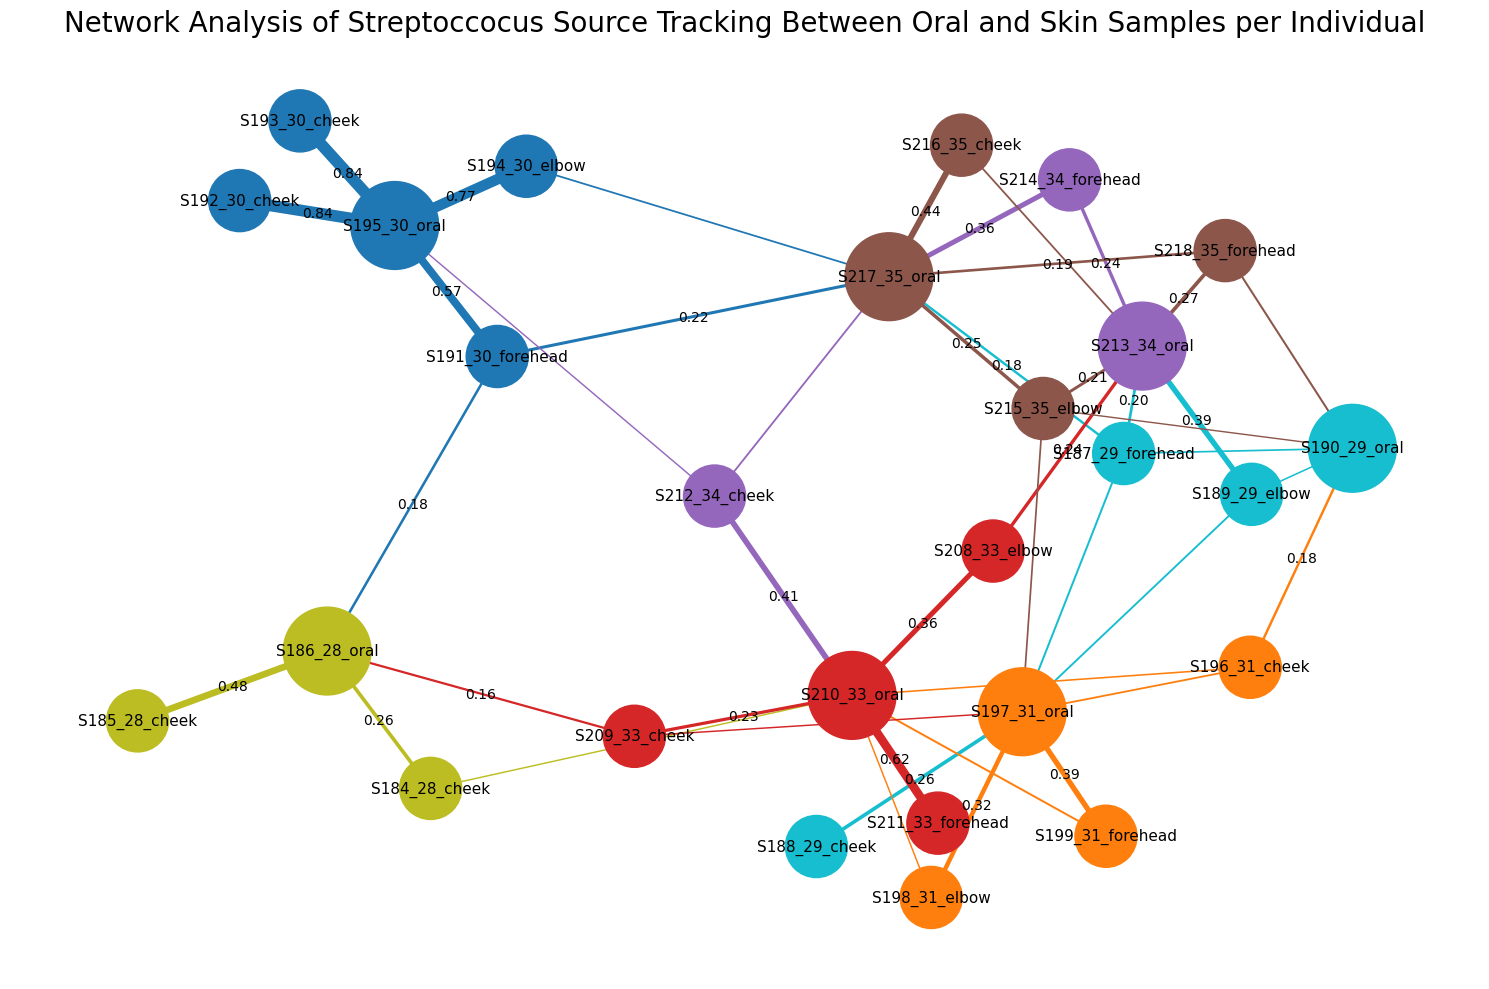 Network Analysis of Streptoccocus Source Tracking Between Oral and Skin Samples per Individual
S193_30_cheek
S216_35_cheek
S194_30_elbow
0.84
S214_34_forehead
0.77
S192_30_cheek
0.84
0.44
S195_30_oral
0.36
S218_35_forehead
0.19
0.24
S217_35_oral
0.57
0.27
0.22
0.25
S213_34_oral
S191_30_forehead
0.18
0.21
0.20
S215_35_elbow
0.39
S190_29_oral
0.24
S187_29_forehead
S212_34_cheek
S189_29_elbow
0.18
S208_33_elbow
0.18
0.41
0.36
S186_28_oral
S196_31_cheek
0.48
0.16
S210_33_oral
S197_31_oral
0.23
S185_28_cheek
0.26
S209_33_cheek
0.62
0.39
0.26
S184_28_cheek
0.32
S211_33_forehead
S199_31_forehead
S188_29_cheek
S198_31_elbow